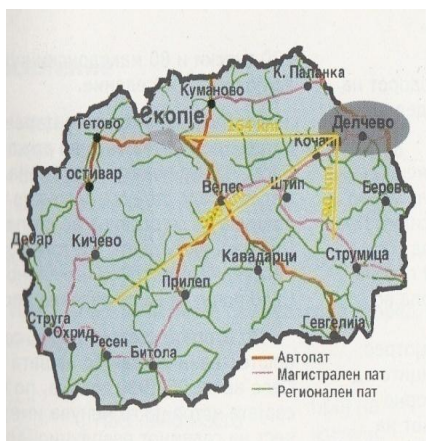 К. Паланка
Куманово
Скопје
Тетово
Делчево
Кочани
Гостивар
Велес
Штип
Берово
Дебар
Кичево
Кавадарци
Струмица
Прилеп
Струга
Охрид
Ресен
Битола
Гевгелија
Автопат
Магистрален пат
Регионален пат